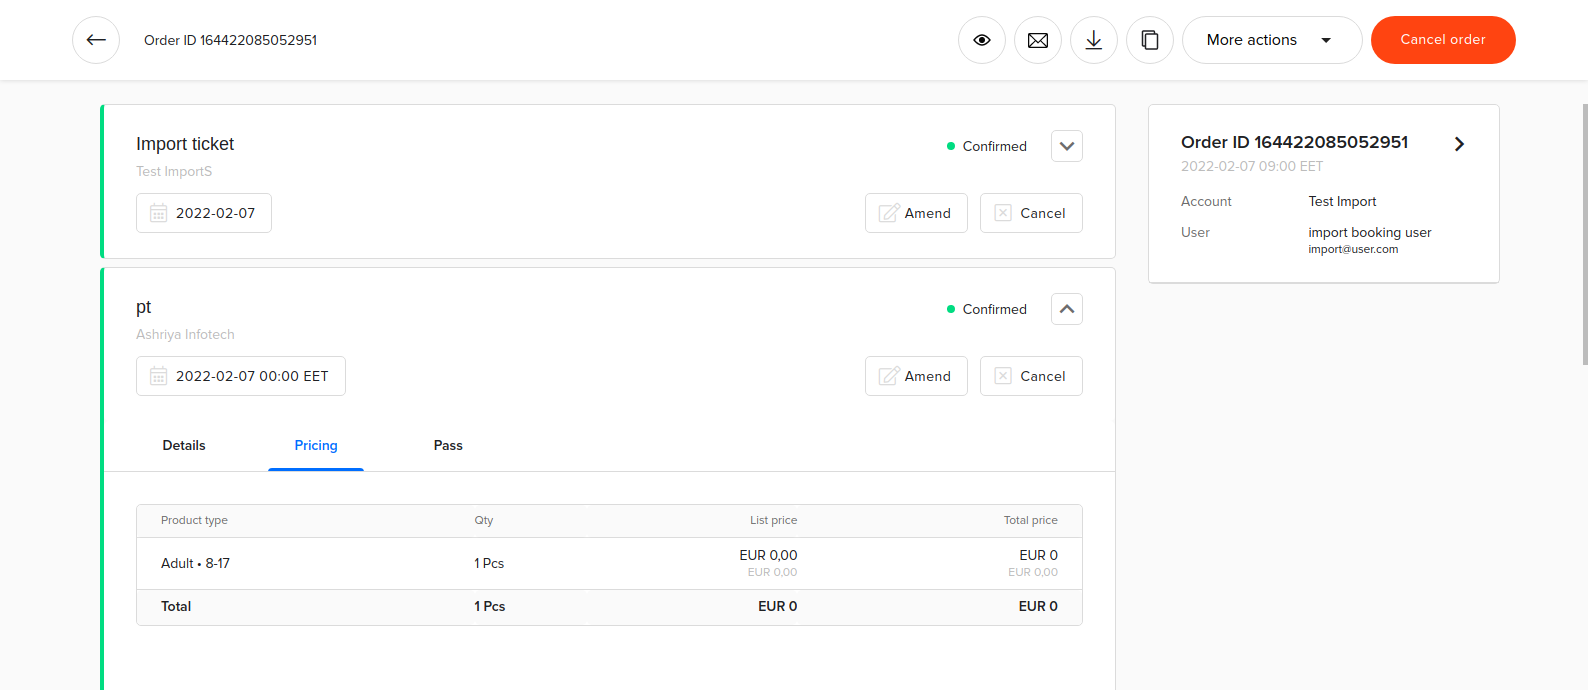 Order ID 164422085052951
More actions
Cancel order
Import ticket
Confirmed
Test ImportS
2022-02-07
Amend
Cancel
pt
Confirmed
Ashriya Infotech
2022-02-07 00:00 EET
Amend
Cancel
Details
Pricing
Pass
Product type Qty List price Total price
Adult • 8-17 1 Pcs EUR 0,00 EUR 0
EUR 0,00 EUR 0,00
Total 1 Pcs EUR 0 EUR 0
Order ID 164422085052951
2022-02-07 09:00 EET
Account Test Import
User import booking user
import@user.com